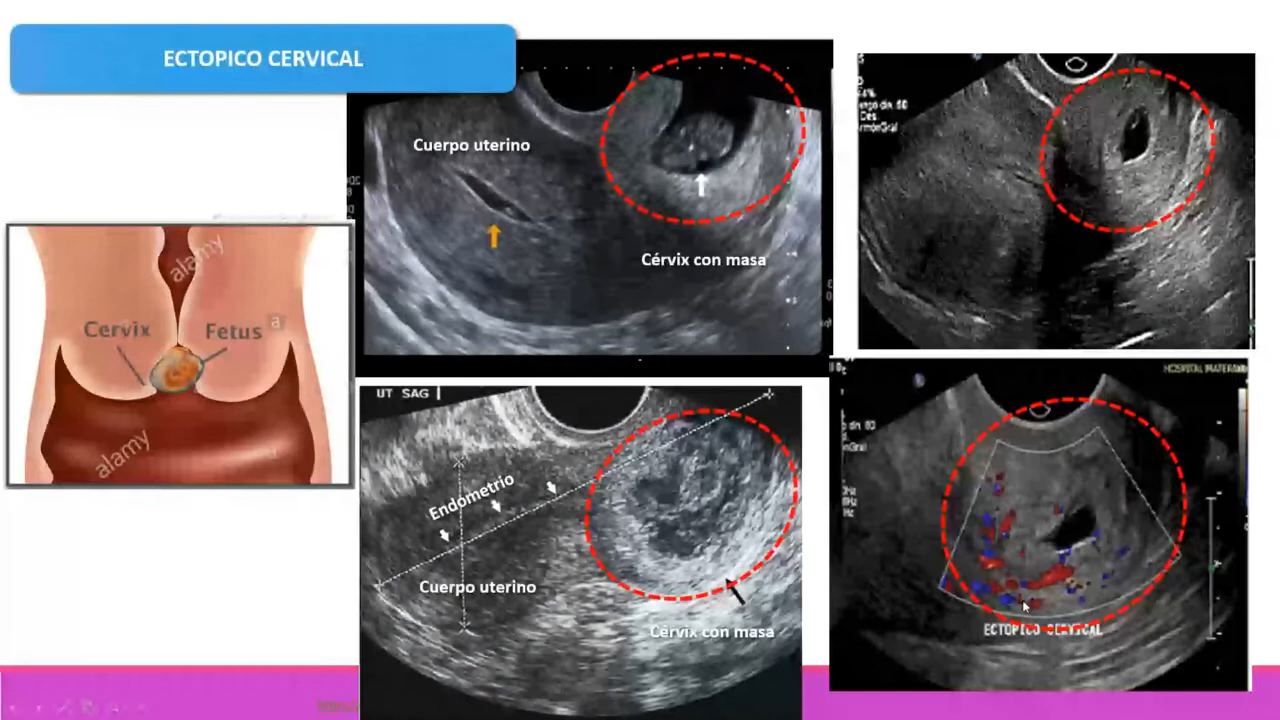 ECTOPICO CERVICAL
Cuerpo uterino
Cérvix con masa
Cervix
Fetus
a
alamy
alamy
UT SAG
Endometrio
Cuerpo uterino
Cérvix con masa
HOSPITAL
ECTOPICO CERVICAL